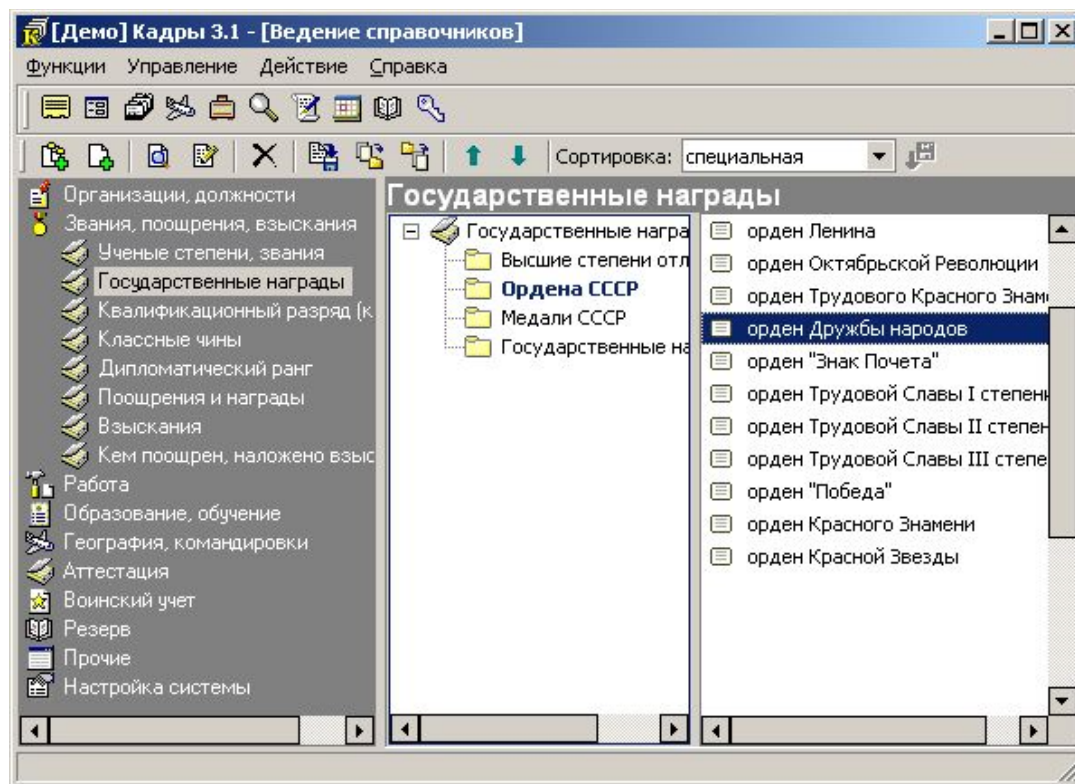 [Демо] Кадры 3.1 - [Ведение справочников]
Функции Управление Действие Справка
Сортировка: специальная
Организации, должности
Звания, поощрения, взыскания
Ученые степени, звания
Государственные награды
Квалификационный разряд (к
Классные чины
Дипломатический ранг
Поощрения и награды
Взыскания
Кем поощрен, наложено взыс
Работа
Образование, обучение
География, командировки
Аттестация
Воинский учет
Резерв
Прочие
Настройка системы
Государственные награды
Государственные награ
Высшие степени отл
Ордена СССР
Медали СССР
Государственные на
орден Ленина
орден Октябрьской Революции
орден Трудового Красного Знам
орден Дружбы народов
орден "Знак Почета"
орден Трудовой Славы I степен
орден Трудовой Славы II степен
орден Трудовой Славы III степе
орден "Победа"
орден Красного Знамени
орден Красной Звезды